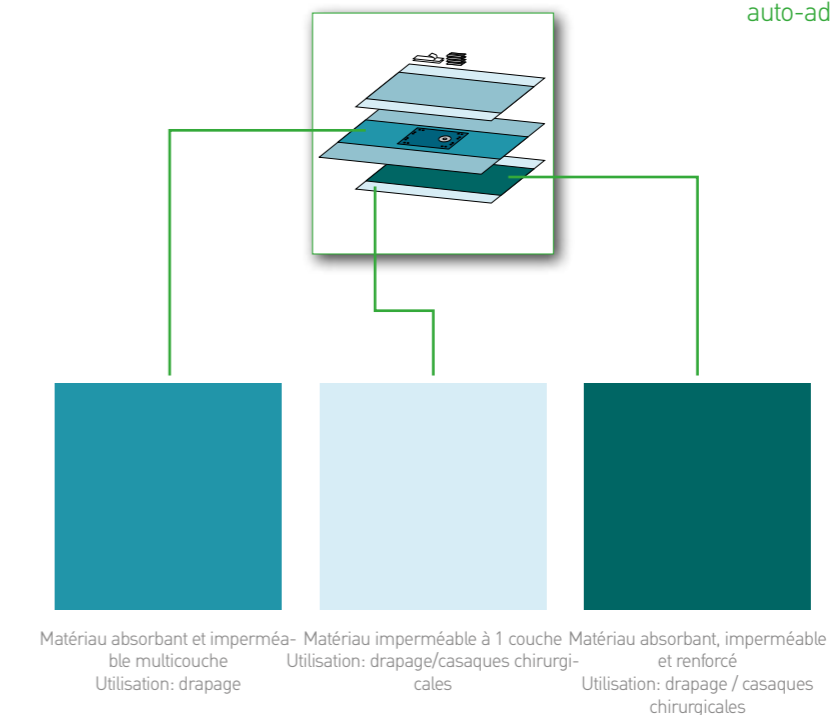 auto-ad
Matériau absorbant et imperméa-
ble multicouche
Utilisation: drapage
Matériau imperméable à 1 couche
Utilisation: drapage/casaques chirurgi-
cales
Matériau absorbant, imperméable
et renforcé
Utilisation: drapage / casaques
chirurgicales